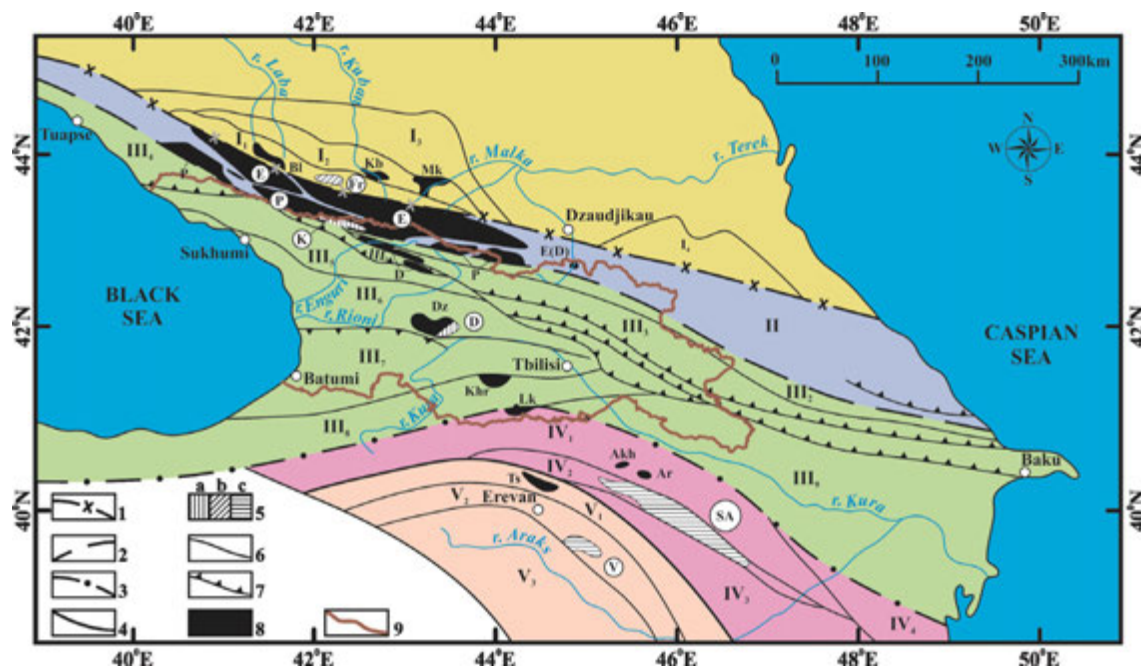 40°E 42°E 44°E 46°E 48°E 50°E
0 100 200 300km
r. Laba
r. Kuban
N
W E
S
Tuapse
44°N
44°N
I₁
I₂
I₃
r. Malka
r. Terek
III₄
E
Bl
Fr
Kh
Mk
P
P
E
Dzaudjikau
I₄
Sukhumi
K
III₅
III
D
P
E(D)
BLACK
SEA
r. Enguri
III₆
r. Rioni
Dz
D
III₃
II
CASPIAN
SEA
42°N
42°N
III₇
Tbilisi
Batumi
Khr
III₂
r. Kura
Lk
III₈
IV₁
Akh
Ar
III₉
Baku
IV₂
Ts
V₂
Erevan
V₁
r. Kura
40°N
40°N
SA
r. Araks
V
V₃
IV₃
IV₄
a b c
1
5
2
6
3
7
4
8
9
40°E 42°E 44°E 46°E 48°E 50°E